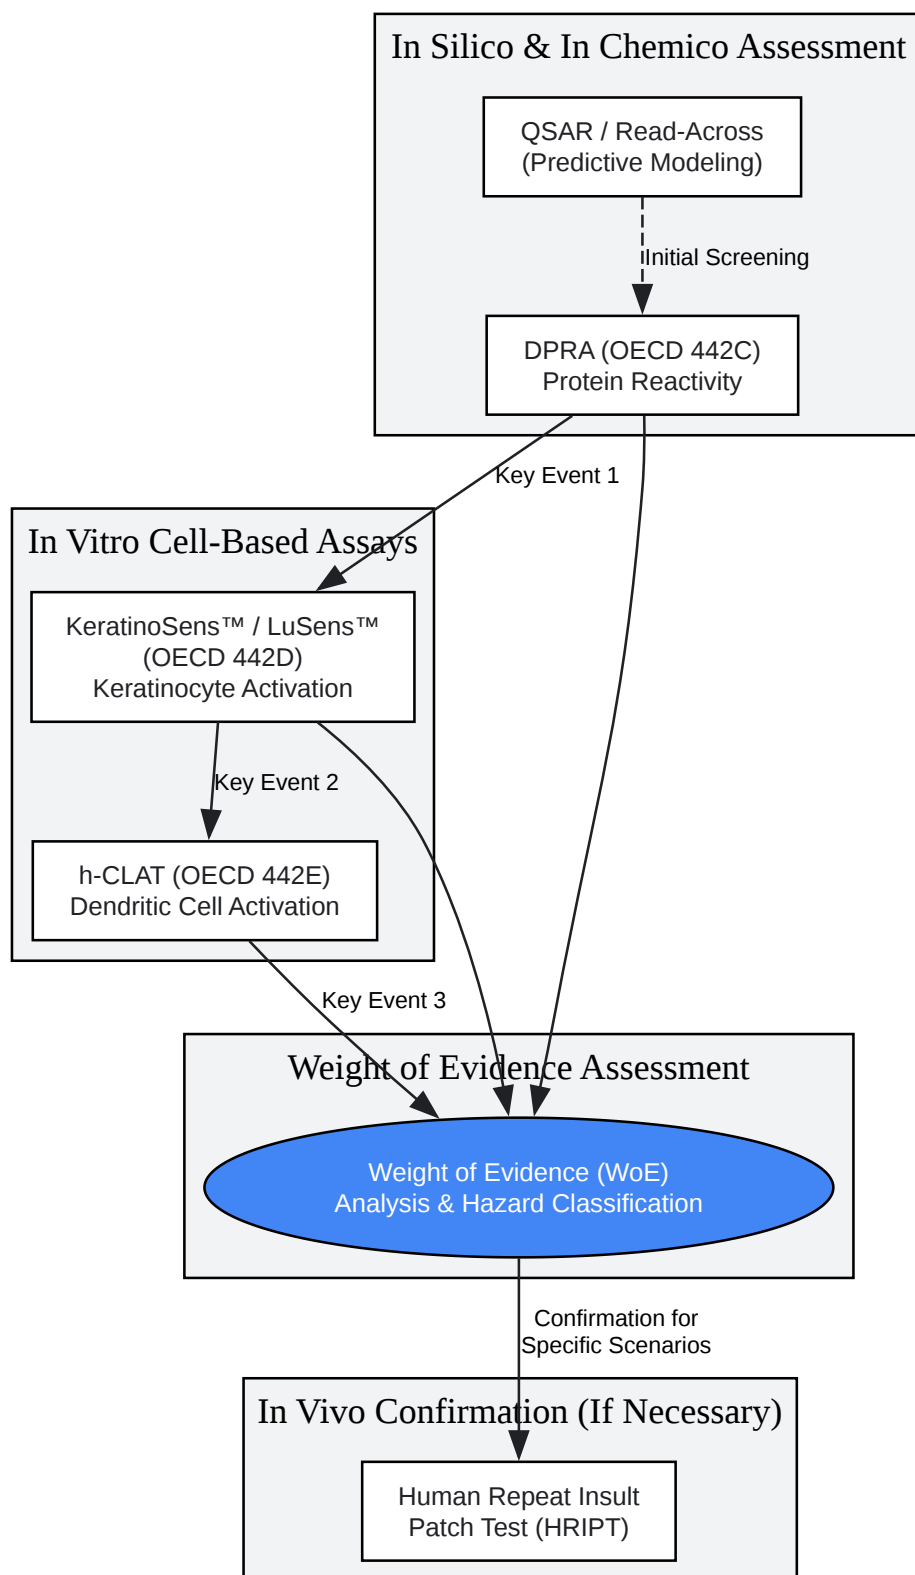 In Silico & In Chemico Assessment
QSAR / Read-Across
(Predictive Modeling)
Initial Screening
DPRA (OECD 442C)
Protein Reactivity
Key Event 1
In Vitro Cell-Based Assays
KeratinoSens™ / LuSens™
(OECD 442D)
Keratinocyte Activation
Key Event 2
h-CLAT (OECD 442E)
Dendritic Cell Activation
Key Event 3
Weight of Evidence Assessment
Weight of Evidence (WoE)
Analysis & Hazard Classification
Confirmation for
Specific Scenarios
In Vivo Confirmation (If Necessary)
Human Repeat Insult
Patch Test (HRIPT)